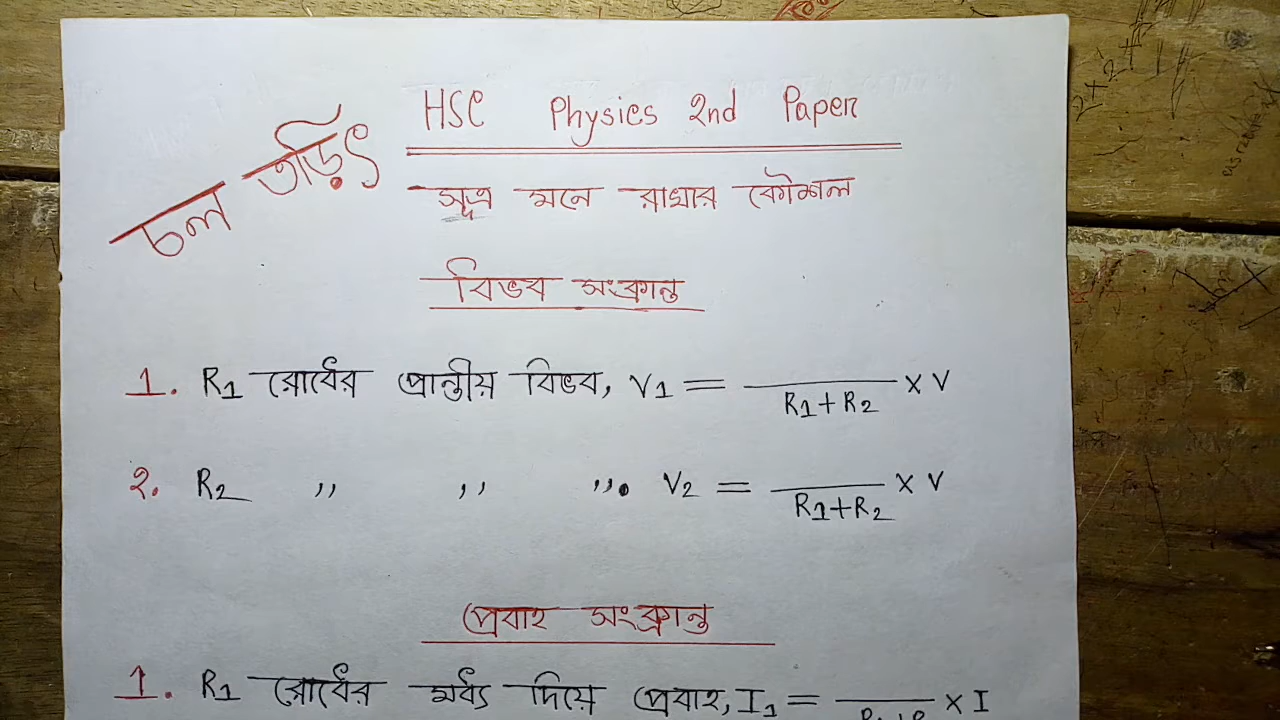 HSC Physics 2nd Paper
চল তড়িৎ
সূত্র মনে রাখার কৌশল
বিভব সংক্রান্ত
1. R1 রোধের প্রান্তীয় বিভব, V1 = ―/(R1+R2) × V
২. R2 ,, ,, ,,. V2 = ―/(R1+R2) × V
প্রবাহ সংক্রান্ত
1. R1 রোধের মধ্য দিয়ে প্রবাহ, I1 = ― × I